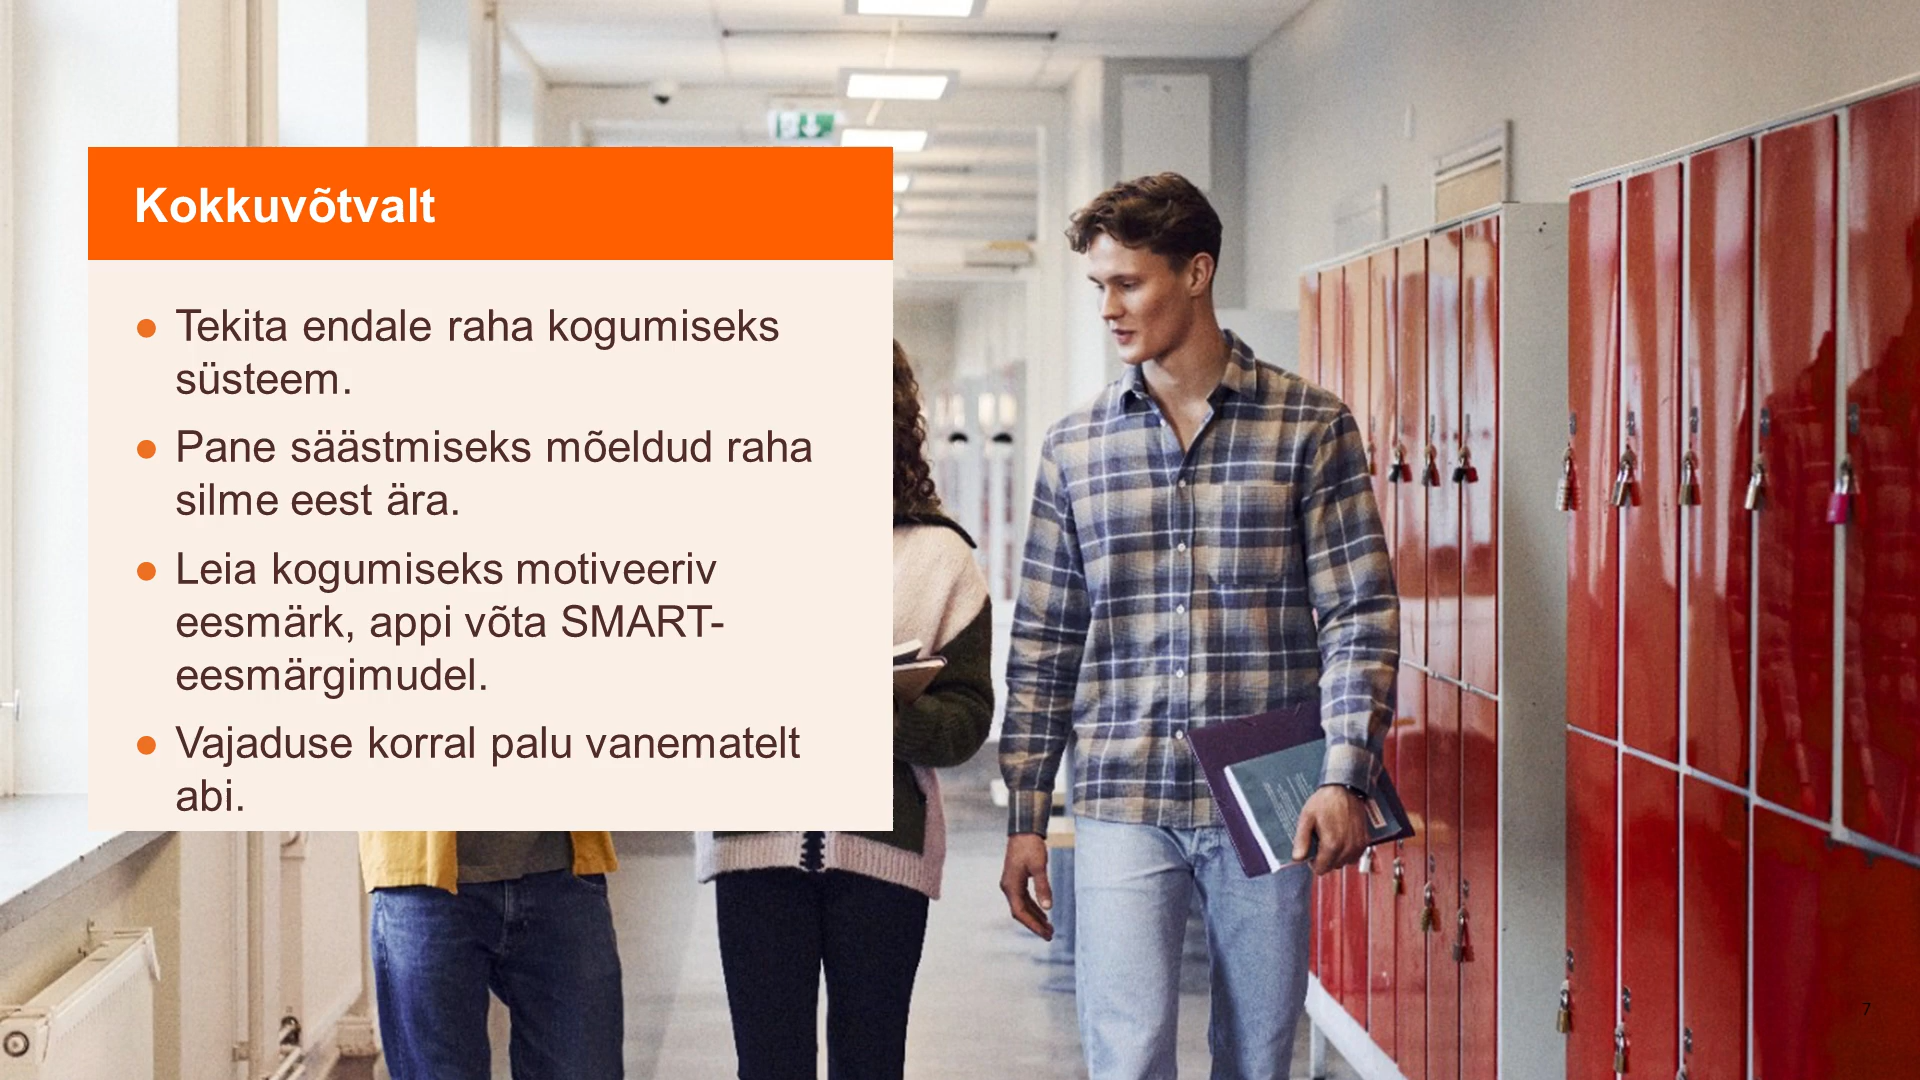 Kokkuvõtvalt
● Tekita endale raha kogumiseks
süsteem.
● Pane säästmiseks mõeldud raha
silme eest ära.
● Leia kogumiseks motiveeriv
eesmärk, appi võta SMART-
eesmärgimudel.
● Vajaduse korral palu vanematelt
abi.
7